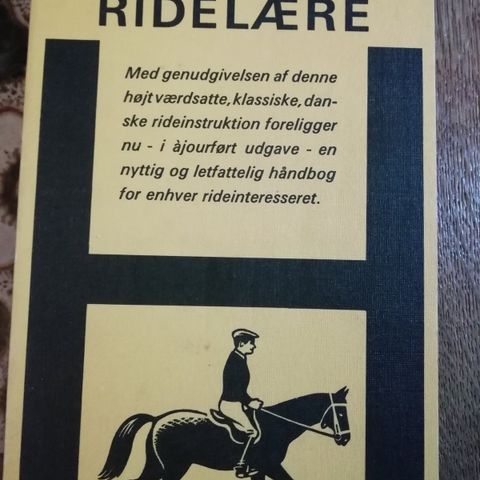 RIDELÆRE
Med genudgivelsen af denne
højt værdsatte, klassiske, dan-
ske rideinstruktion foreligger
nu - i àjourført udgave - en
nyttig og letfattelig håndbog
for enhver rideinteresseret.